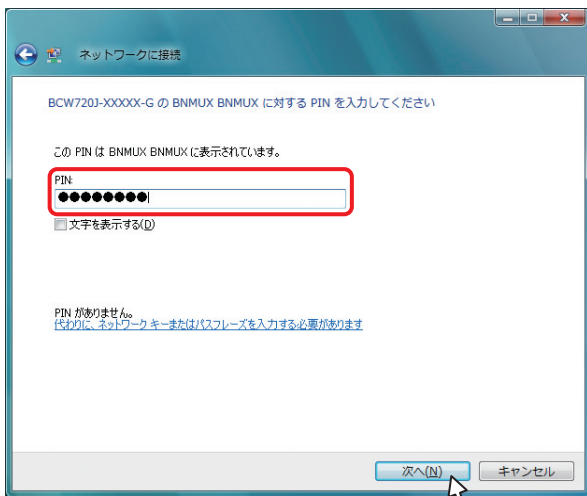 ネットワークに接続
BCW720J-XXXXX-G の BNMUX BNMUX に対する PIN を入力してください
この PIN は BNMUX BNMUX に表示されています。
PIN:
●●●●●●●●
文字を表示する(D)
PIN がありません。
代わりに、ネットワーク キーまたはパスフレーズを入力する必要があります
次へ(N)
キャンセル